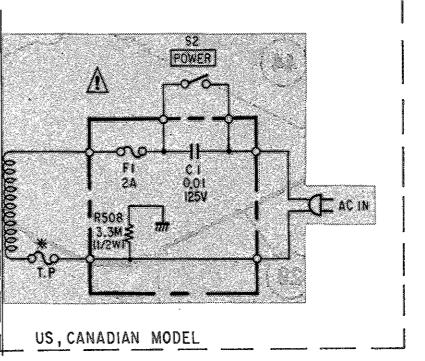 S2
POWER
F1
2A
C1
0.01
125V
R508
3.3M
(1/2W)
AC IN
*
T.P
US, CANADIAN MODEL